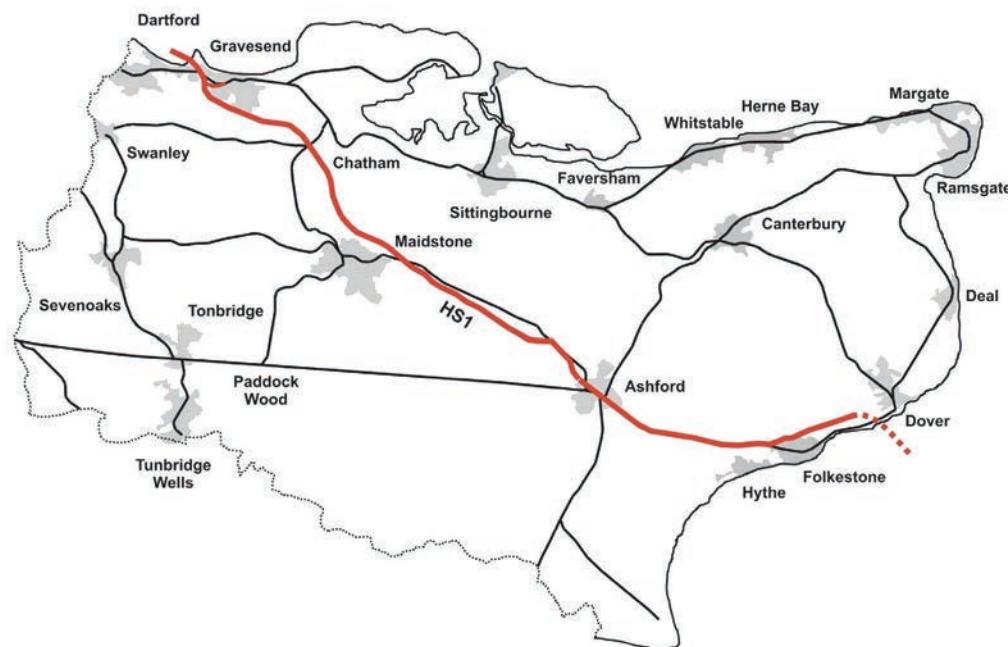 Dartford
Gravesend
Margate
Herne Bay
Whitstable
Swanley
Chatham
Faversham
Ramsgate
Sittingbourne
Canterbury
Maidstone
Sevenoaks
Tonbridge
Deal
HS1
Paddock
Wood
Ashford
Dover
Tunbridge
Wells
Folkestone
Hythe